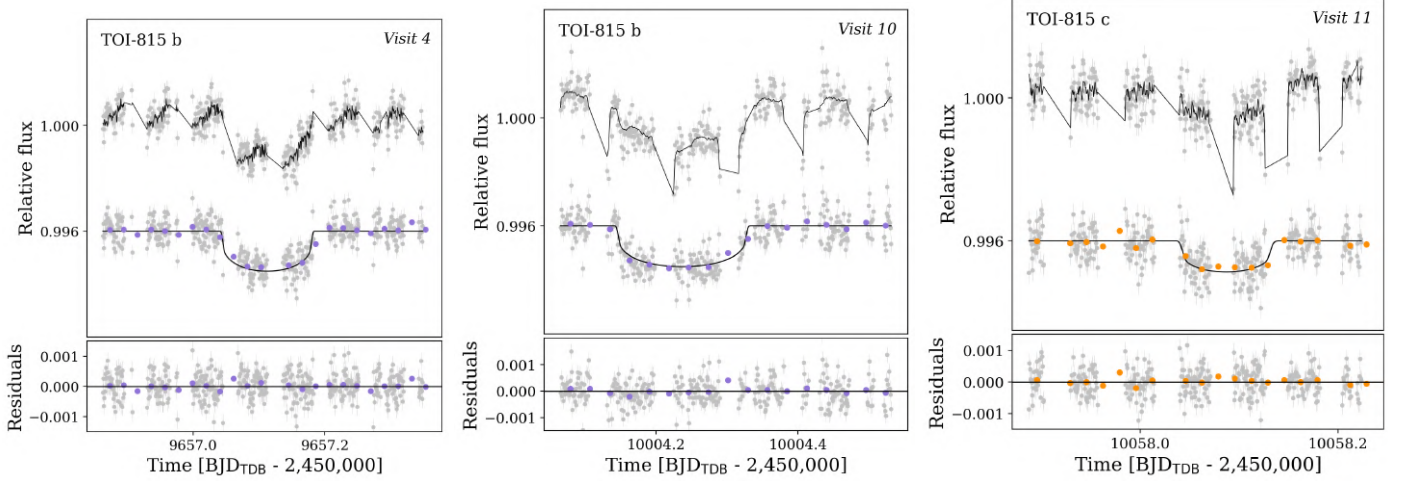 TOI-815 b
Visit 4
1.000
0.996
Relative flux
0.001
0.000
−0.001
Residuals
9657.0
9657.2
Time [BJD_TDB - 2,450,000]
TOI-815 b
Visit 10
1.000
0.996
Relative flux
0.001
0.000
−0.001
Residuals
10004.2
10004.4
Time [BJD_TDB - 2,450,000]
TOI-815 c
Visit 11
1.000
0.996
Relative flux
0.001
0.000
−0.001
Residuals
10058.0
10058.2
Time [BJD_TDB - 2,450,000]